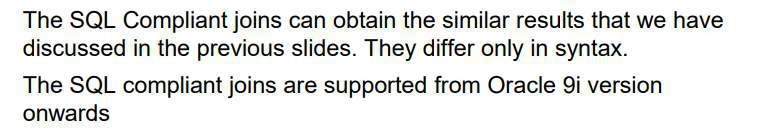 The SQL Compliant joins can obtain the similar results that we have
discussed in the previous slides. They differ only in syntax.
The SQL compliant joins are supported from Oracle 9i version
onwards